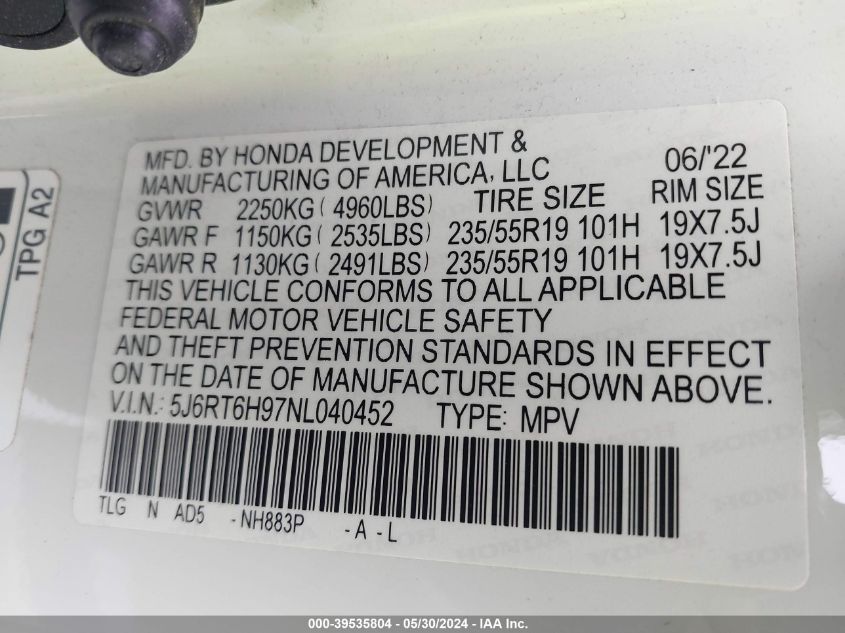 MFD. BY HONDA DEVELOPMENT & 06/'22
MANUFACTURING OF AMERICA, LLC
GVWR 2250KG ( 4960LBS) TIRE SIZE RIM SIZE
GAWR F 1150KG ( 2535LBS) 235/55R19 101H 19X7.5J
GAWR R 1130KG ( 2491LBS) 235/55R19 101H 19X7.5J
THIS VEHICLE CONFORMS TO ALL APPLICABLE
FEDERAL MOTOR VEHICLE SAFETY
AND THEFT PREVENTION STANDARDS IN EFFECT
ON THE DATE OF MANUFACTURE SHOWN ABOVE.
V.I.N.: 5J6RT6H97NL040452 TYPE: MPV
TLG N AD5 -NH883P -A-L
TPG A2
000-39535804 - 05/30/2024 - IAA Inc.